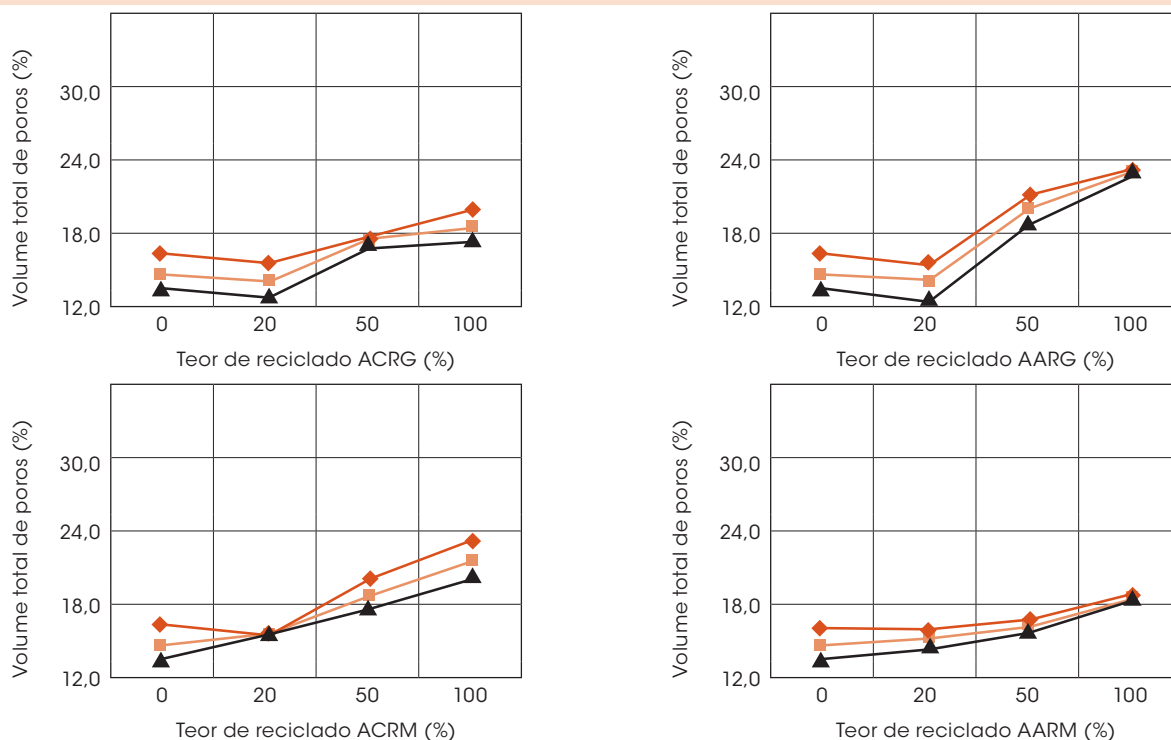 Volume total de poros (%)
30,0
24,0
18,0
12,0
0 20 50 100
Teor de reciclado ACRG (%)
Volume total de poros (%)
30,0
24,0
18,0
12,0
0 20 50 100
Teor de reciclado AARG (%)
Volume total de poros (%)
30,0
24,0
18,0
12,0
0 20 50 100
Teor de reciclado ACRM (%)
Volume total de poros (%)
30,0
24,0
18,0
12,0
0 20 50 100
Teor de reciclado AARM (%)